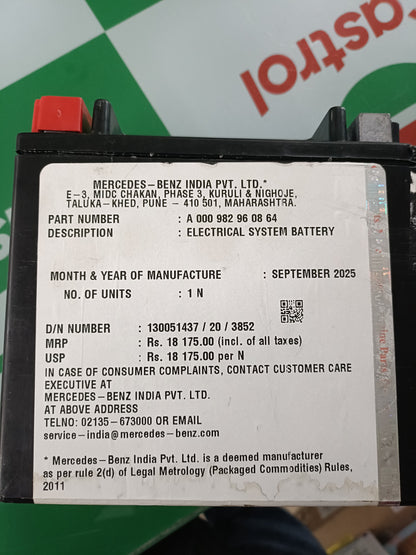 Castrol
MERCEDES-BENZ INDIA PVT. LTD.*
E-3, MIDC CHAKAN, PHASE 3, KURULI & NIGHOJE,
TALUKA-KHED, PUNE - 410 501, MAHARASHTRA.
PART NUMBER : A 000 982 96 08 64
DESCRIPTION : ELECTRICAL SYSTEM BATTERY
MONTH & YEAR OF MANUFACTURE : SEPTEMBER 2025
NO. OF UNITS : 1 N
D/N NUMBER : 130051437 / 20 / 3852
MRP : Rs. 18 175.00 (incl. of all taxes)
USP : Rs. 18 175.00 per N
IN CASE OF CONSUMER COMPLAINTS, CONTACT CUSTOMER CARE
EXECUTIVE AT
MERCEDES-BENZ INDIA PVT. LTD.
AT ABOVE ADDRESS
TELNO: 02135-673000 OR EMAIL
service-india@mercedes-benz.com
* Mercedes-Benz India Pvt. Ltd. is a deemed manufacturer
as per rule 2(d) of Legal Metrology (Packaged Commodities) Rules,
2011